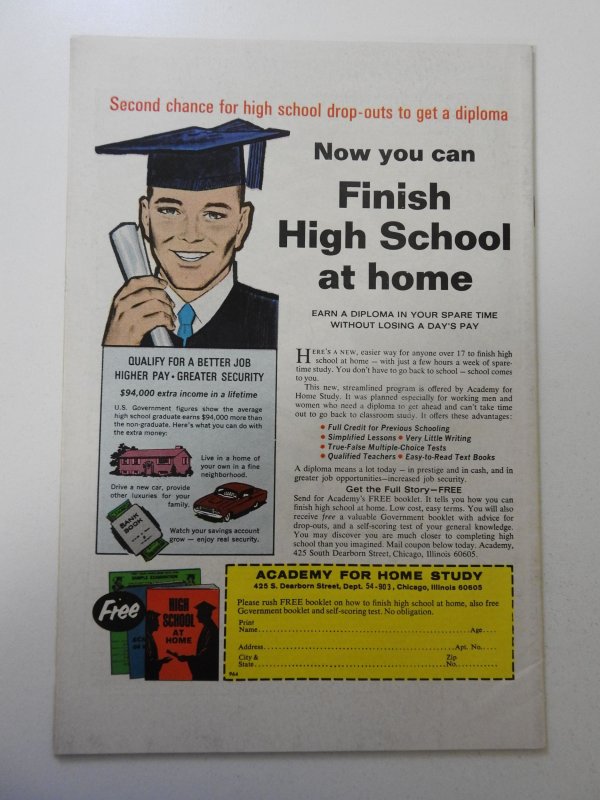 Second chance for high school drop-outs to get a diploma
Now you can
Finish
High School
at home
EARN A DIPLOMA IN YOUR SPARE TIME
WITHOUT LOSING A DAY'S PAY
QUALIFY FOR A BETTER JOB
HIGHER PAY • GREATER SECURITY
$94,000 extra income in a lifetime
U.S. Government figures show the average
high school graduate earns $94,000 more than
the non-graduate. Here's what you can do with
the extra money:
Live in a home of
your own in a fine
neighborhood.
Drive a new car, provide
other luxuries for your
family.
BANK
BOOK
Watch your savings account
grow — enjoy real security.
HERE'S A NEW, easier way for anyone over 17 to finish high
school at home — with just a few hours a week of spare-
time study. You don't have to go back to school — school comes
to you.
This new, streamlined program is offered by Academy for
Home Study. It was planned especially for working men and
women who need a diploma to get ahead and can't take time
out to go back to classroom study. It offers these advantages:
• Full Credit for Previous Schooling
• Simplified Lessons • Very Little Writing
• True-False Multiple-Choice Tests
• Qualified Teachers • Easy-to-Read Text Books
A diploma means a lot today — in prestige and in cash, and in
greater job opportunities—increased job security.
Get the Full Story—FREE
Send for Academy's FREE booklet. It tells you how you can
finish high school at home. Low cost, easy terms. You will also
receive free a valuable Government booklet with advice for
drop-outs, and a self-scoring test of your general knowledge.
You may discover you are much closer to completing high
school than you imagined. Mail coupon below today. Academy,
425 South Dearborn Street, Chicago, Illinois 60605.
SAMPLE EXAMINATION
Free
HIGH
SCHOOL
AT
HOME
ACADEMY FOR HOME STUDY
425 S. Dearborn Street, Dept. 54-903, Chicago, Illinois 60605
Please rush FREE booklet on how to finish high school at home, also free
Government booklet and self-scoring test. No obligation.
Print
Name Age
Address Apt. No.
City & Zip
State No.